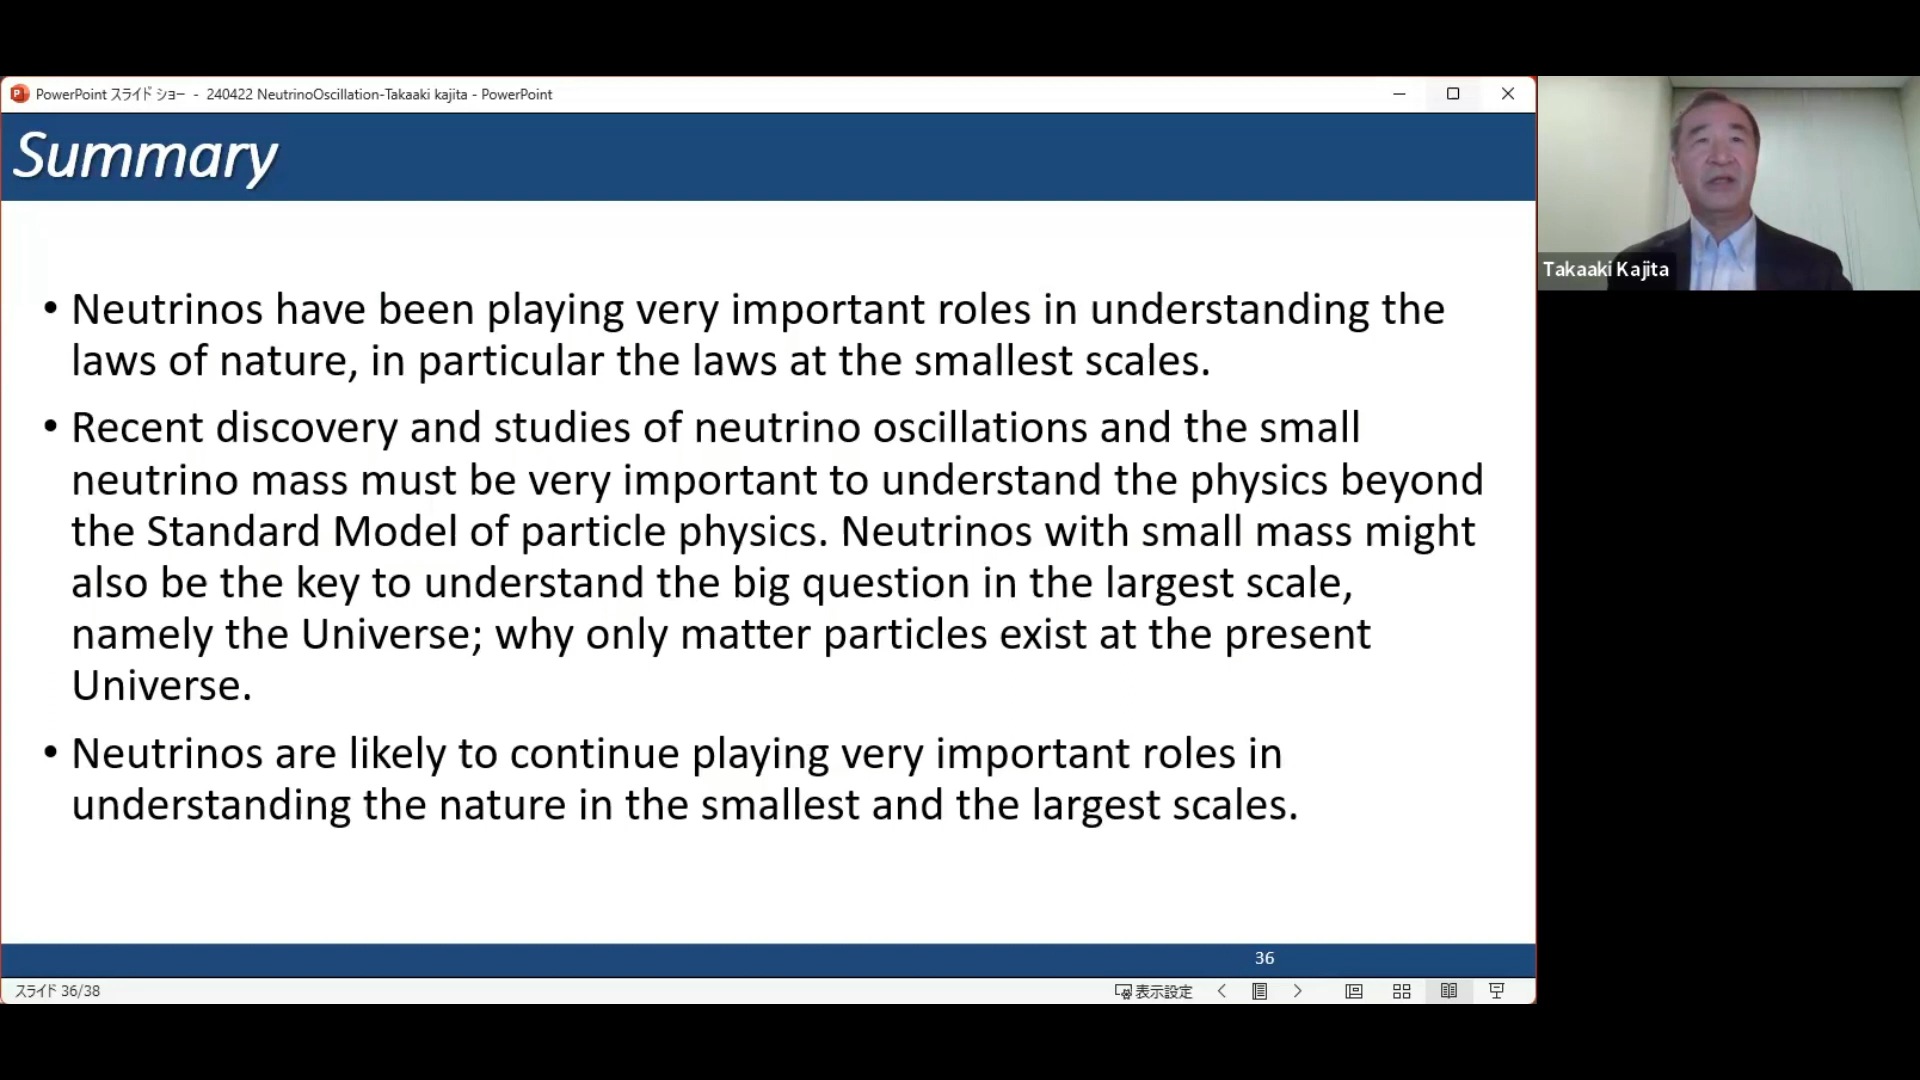 PowerPoint スライド ショー - 240422 NeutrinoOscillation-Takaaki kajita - PowerPoint
Summary
• Neutrinos have been playing very important roles in understanding the
laws of nature, in particular the laws at the smallest scales.
• Recent discovery and studies of neutrino oscillations and the small
neutrino mass must be very important to understand the physics beyond
the Standard Model of particle physics. Neutrinos with small mass might
also be the key to understand the big question in the largest scale,
namely the Universe; why only matter particles exist at the present
Universe.
• Neutrinos are likely to continue playing very important roles in
understanding the nature in the smallest and the largest scales.
36
スライド 36/38
表示設定
Takaaki Kajita